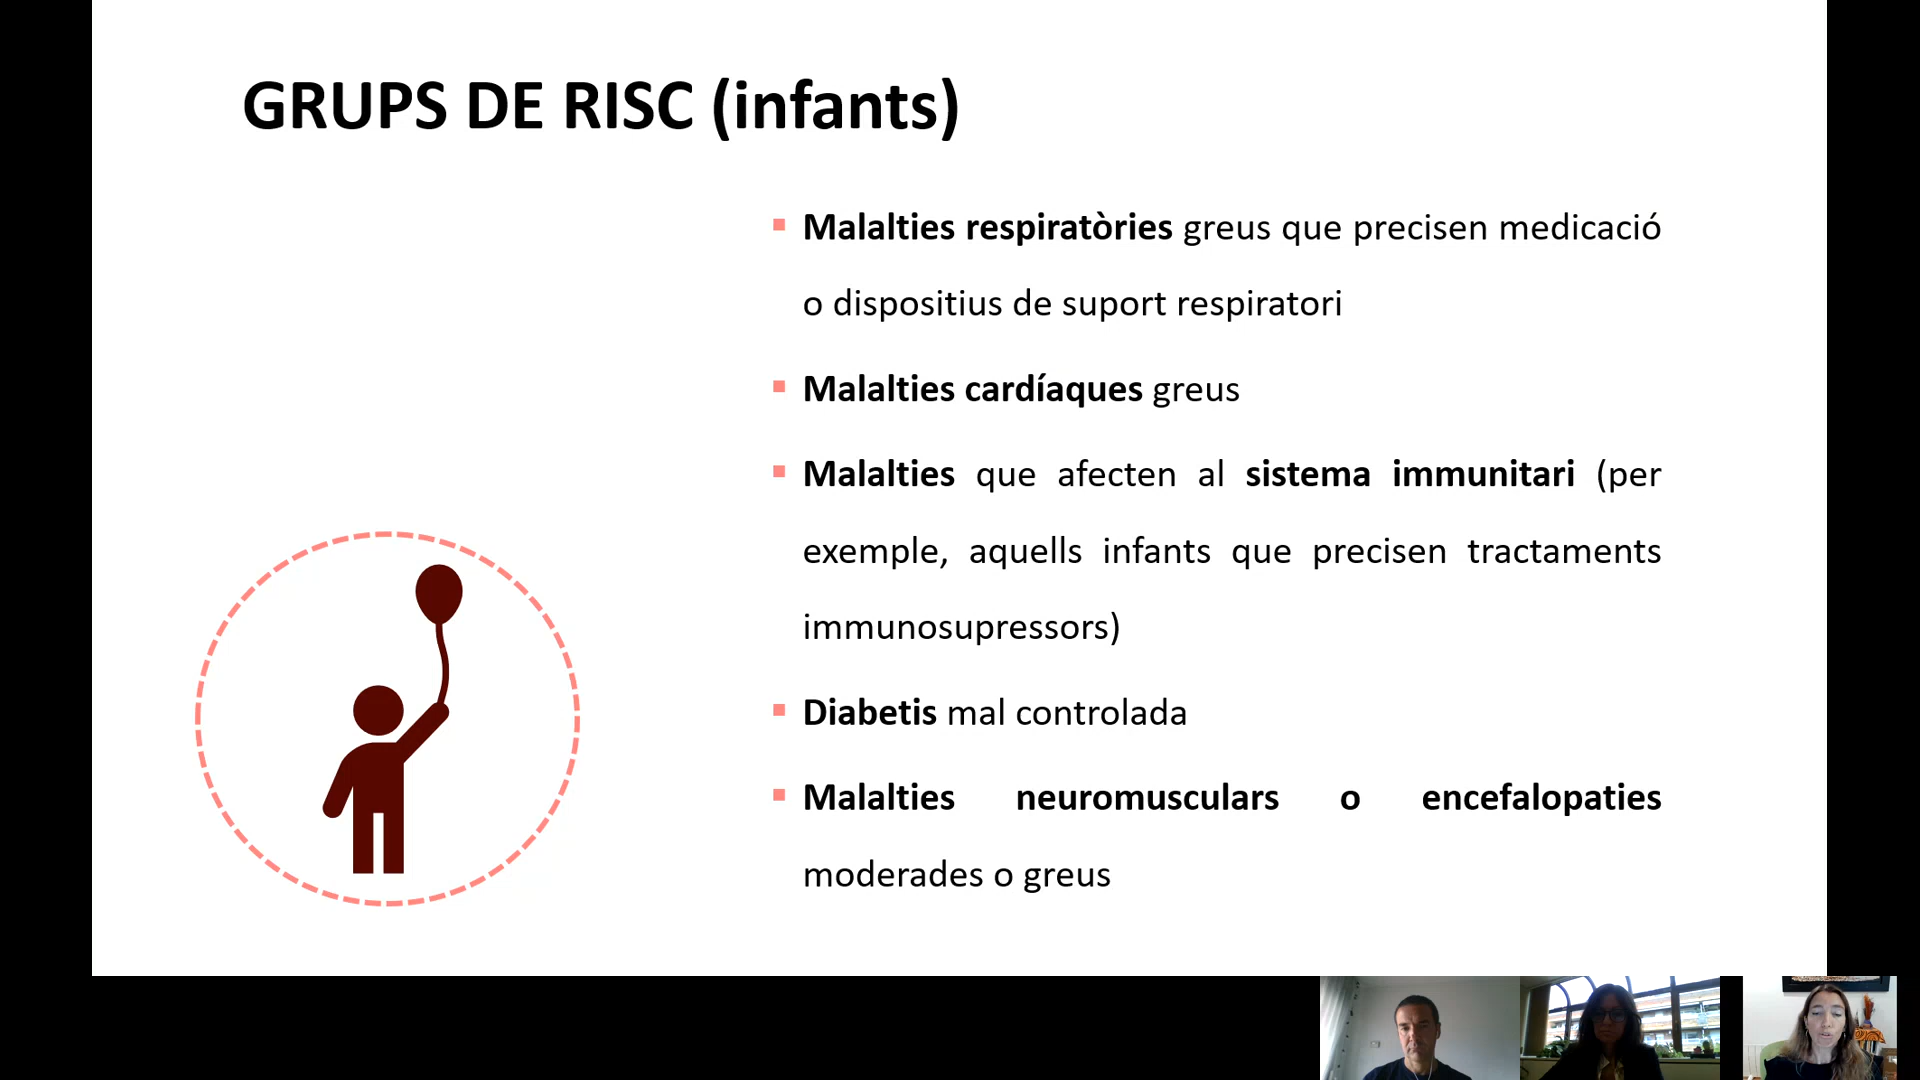 GRUPS DE RISC (infants)
Malalties respiratòries greus que precisen medicació
o dispositius de suport respiratori
Malalties cardíaques greus
Malalties que afecten al sistema immunitari (per
exemple, aquells infants que precisen tractaments
immunosupressors)
Diabetis mal controlada
Malalties neuromusculars o encefalopaties
moderades o greus